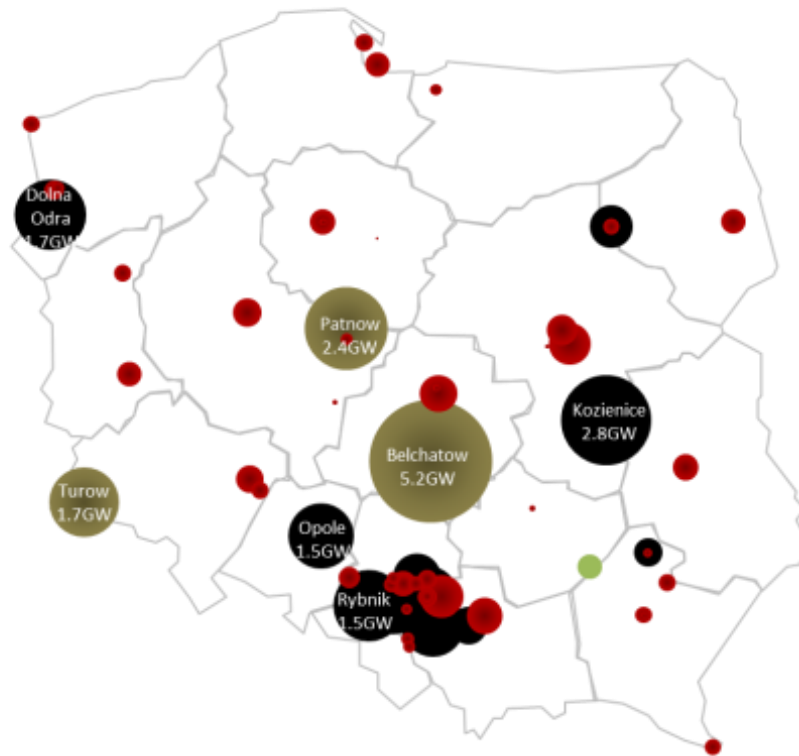 Dolna
Odra
1.7GW
Patnow
2.4GW
Kozienice
2.8GW
Belchatow
5.2GW
Turow
1.7GW
Opole
1.5GW
Rybnik
1.5GW